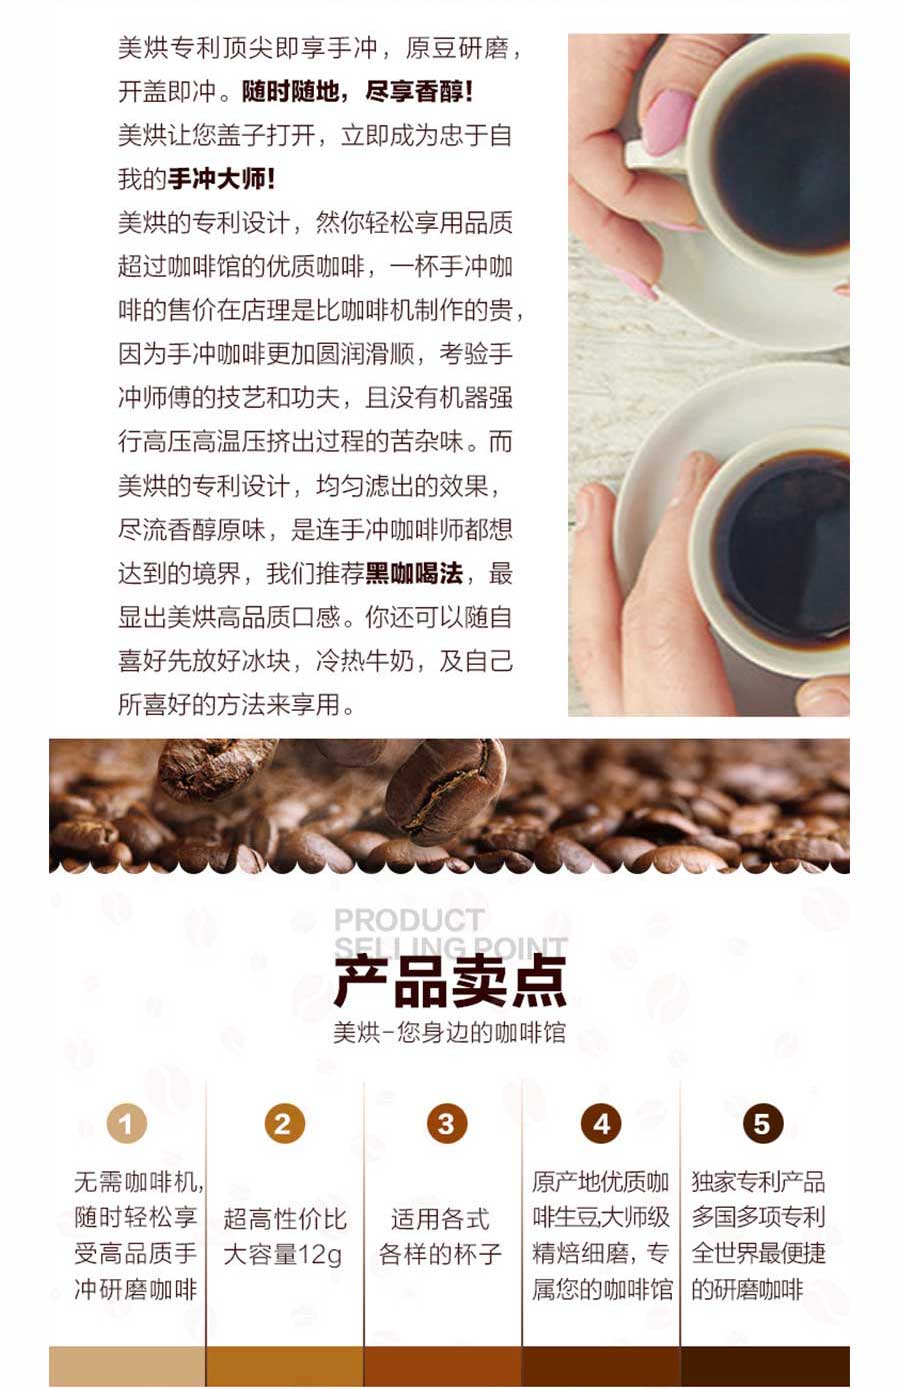 美烘专利顶尖即享手冲，原豆研磨，
开盖即冲。随时随地，尽享香醇！
美烘让您盖子打开，立即成为忠于自
我的手冲大师！
美烘的专利设计，然你轻松享用品质
超过咖啡馆的优质咖啡，一杯手冲咖
啡的售价在店理是比咖啡机制作的贵，
因为手冲咖啡更加圆润滑顺，考验手
冲师傅的技艺和功夫，且没有机器强
行高压高温压挤出过程的苦杂味。而
美烘的专利设计，均匀滤出的效果，
尽流香醇原味，是连手冲咖啡师都想
达到的境界，我们推荐黑咖喝法，最
显出美烘高品质口感。你还可以随自
喜好先放好冰块，冷热牛奶，及自己
所喜好的方法来享用。
PRODUCT
SELLING POINT
产品卖点
美烘-您身边的咖啡馆
1
无需咖啡机，
随时轻松享
受高品质手
冲研磨咖啡
2
超高性价比
大容量12g
3
适用各式
各样的杯子
4
原产地优质咖
啡生豆,大师级
精焙细磨，专
属您的咖啡馆
5
独家专利产品
多国多项专利
全世界最便捷
的研磨咖啡